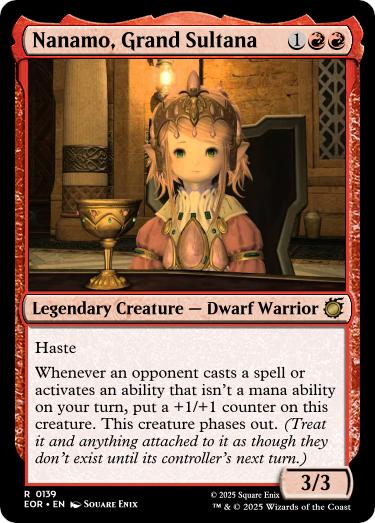 Nanamo, Grand Sultana 1
Legendary Creature — Dwarf Warrior
Haste
Whenever an opponent casts a spell or
activates an ability that isn't a mana ability
on your turn, put a +1/+1 counter on this
creature. This creature phases out. (Treat
it and anything attached to it as though they
don't exist until its controller's next turn.)
3/3
R 0139
EOR • EN SQUARE ENIX
© 2025 Square Enix
™ & © 2025 Wizards of the Coast